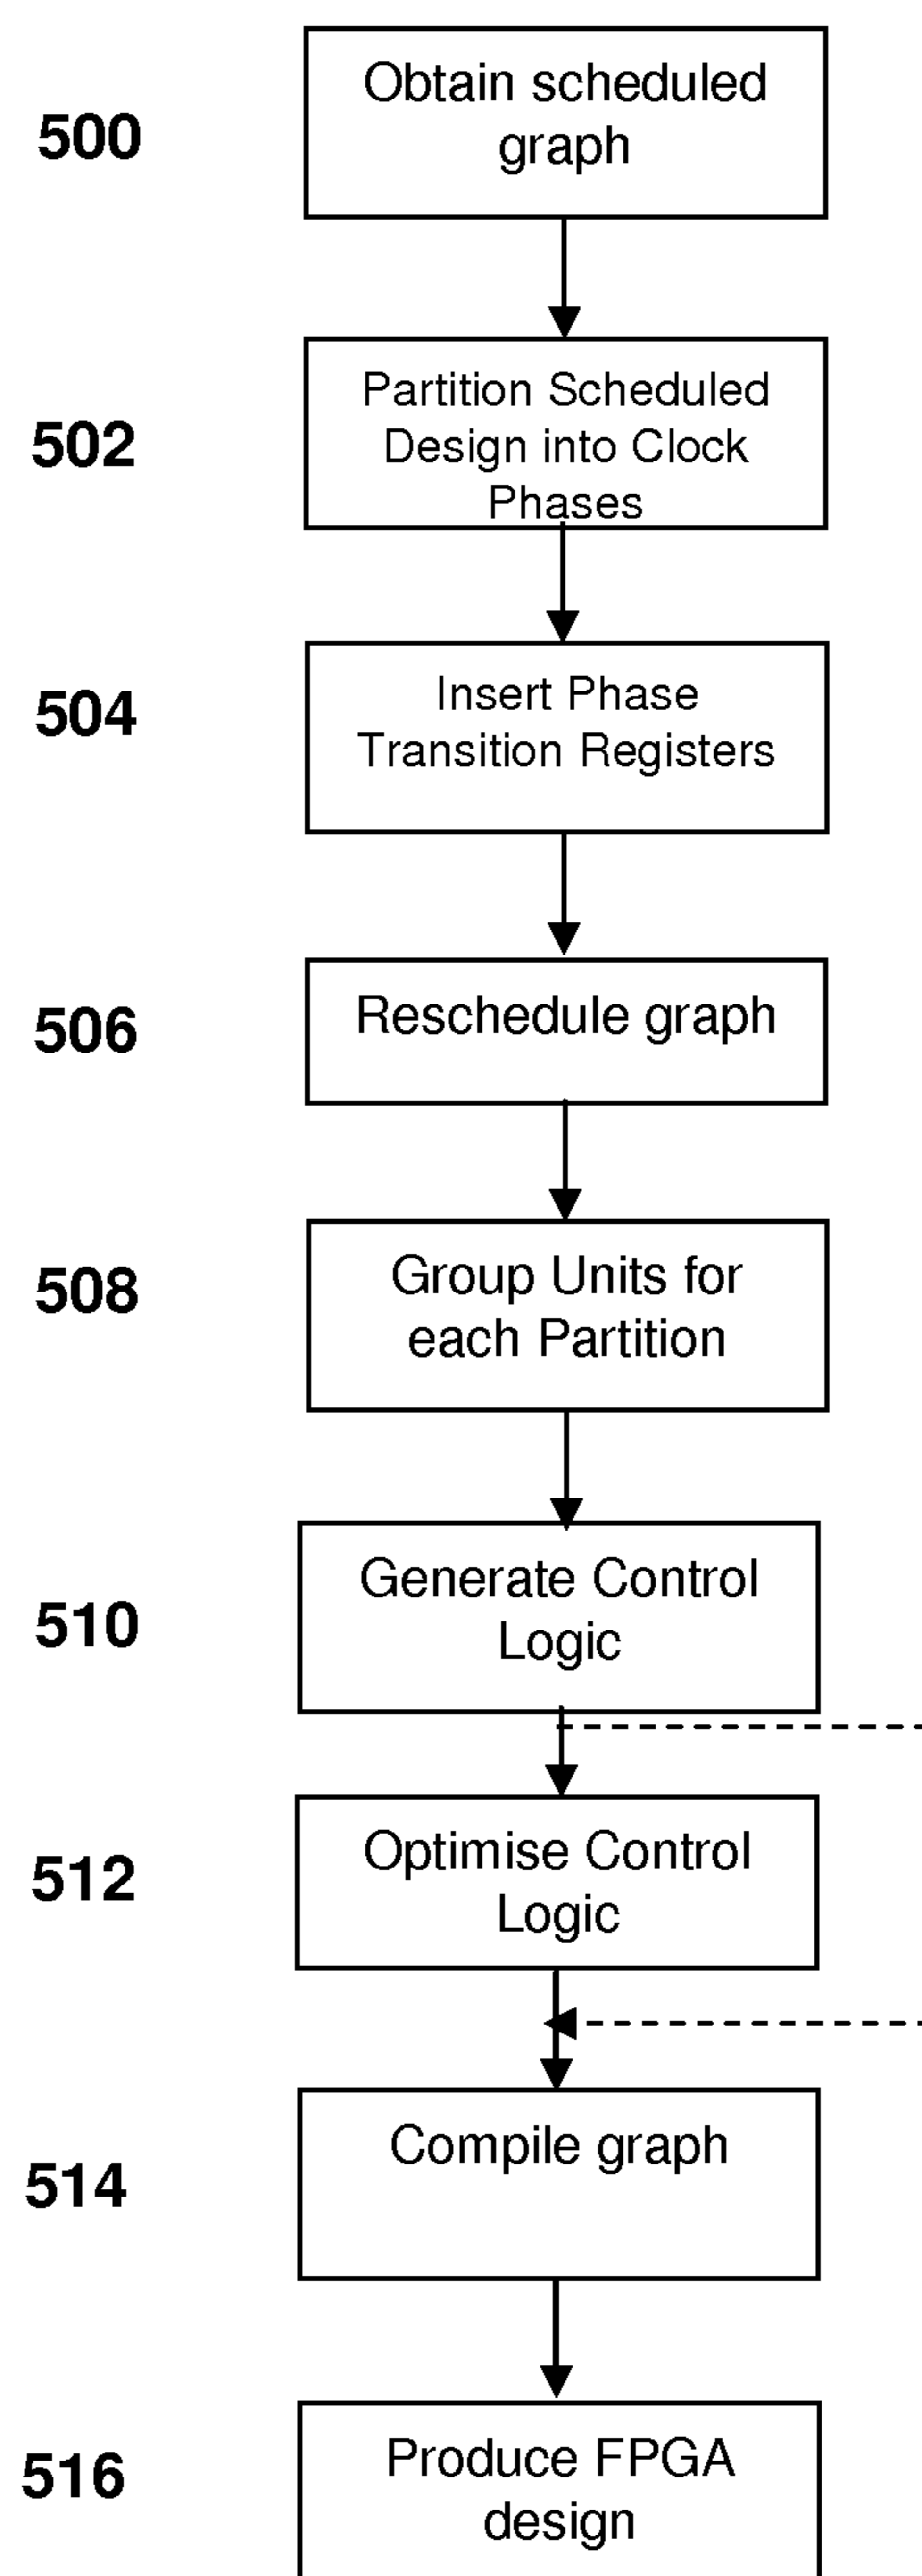 500
Obtain scheduled
graph
502
Partition Scheduled
Design into Clock
Phases
504
Insert Phase
Transition Registers
506
Reschedule graph
508
Group Units for
each Partition
510
Generate Control
Logic
512
Optimise Control
Logic
514
Compile graph
516
Produce FPGA
design